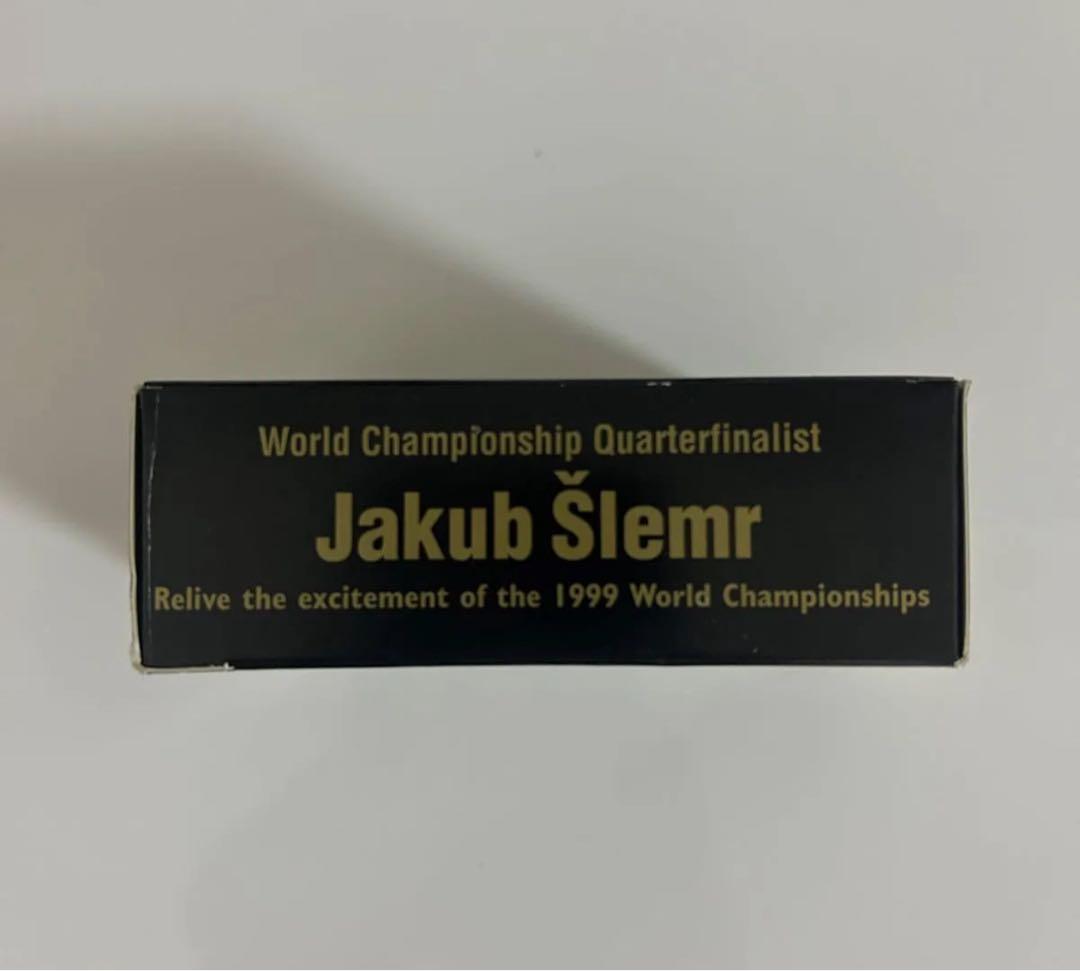 World Championship Quarterfinalist
Jakub Šlemr
Relive the excitement of the 1999 World Championships